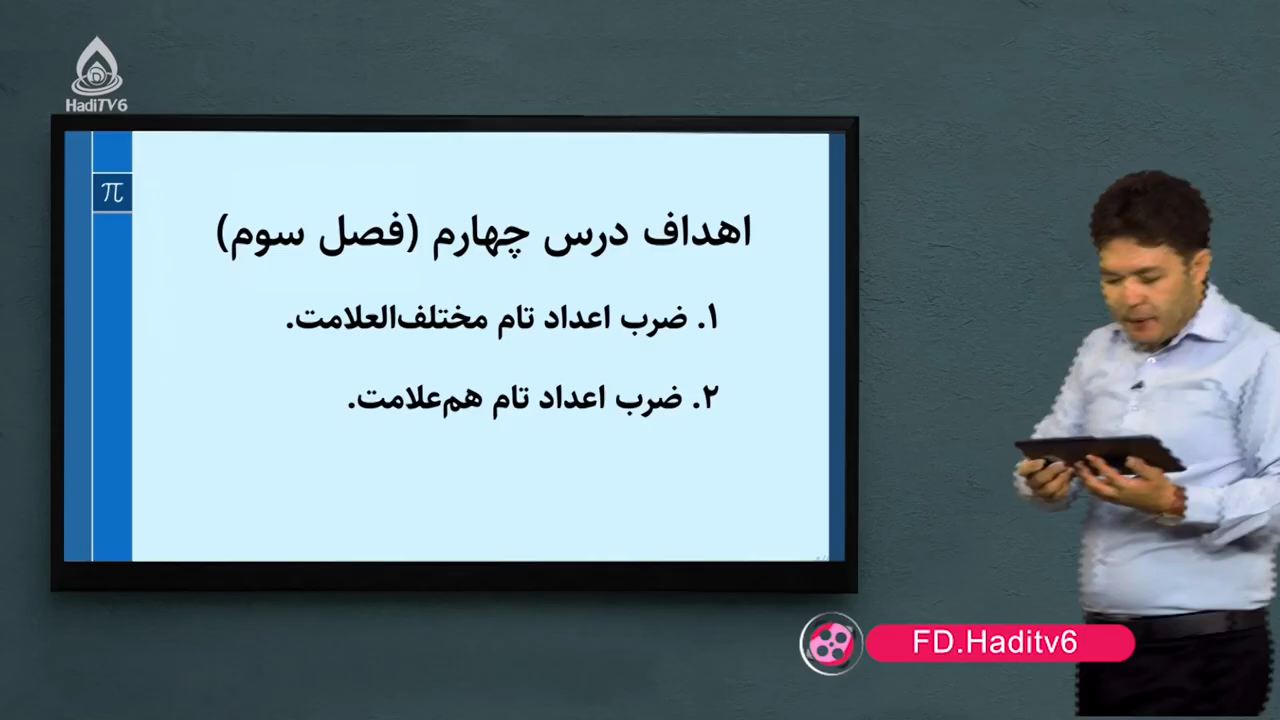 HadiTV6
π
اهداف درس چهارم (فصل سوم)
۱. ضرب اعداد تام مختلف‌العلامت.
۲. ضرب اعداد تام هم‌علامت.
FD.Haditv6